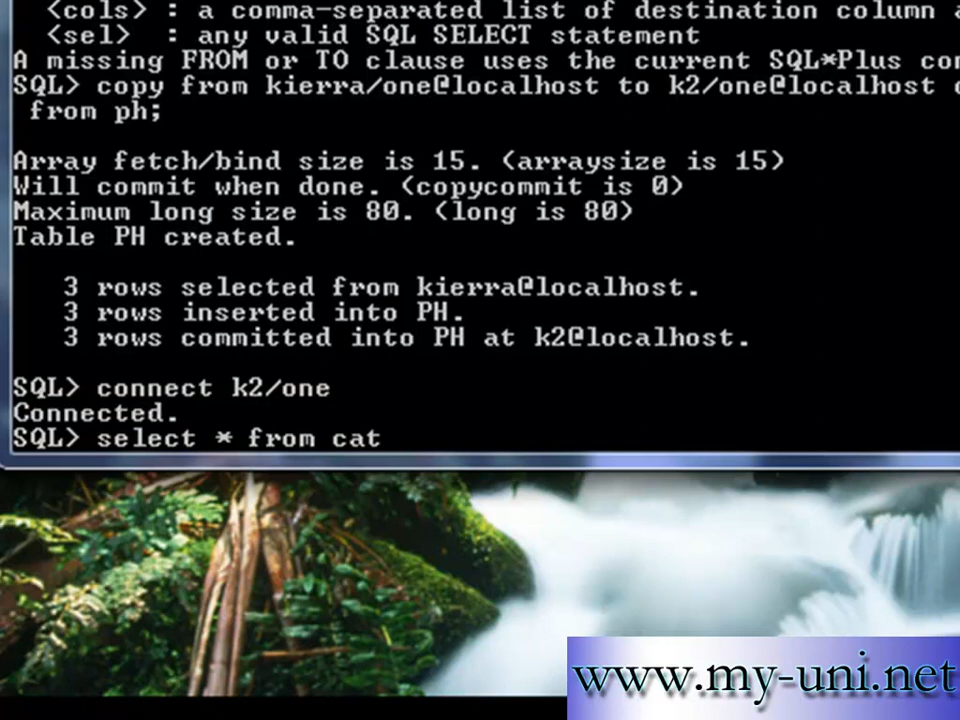 <cols> : a comma-separated list of destination column
<sel> : any valid SQL SELECT statement
A missing FROM or TO clause uses the current SQL*Plus
SQL> copy from kierra/one@localhost to k2/one@localhost
from ph;
Array fetch/bind size is 15. (arraysize is 15)
Will commit when done. (copycommit is 0)
Maximum long size is 80. (long is 80)
Table PH created.
3 rows selected from kierra@localhost.
3 rows inserted into PH.
3 rows committed into PH at k2@localhost.
SQL> connect k2/one
Connected.
SQL> select * from cat
www.my-uni.net